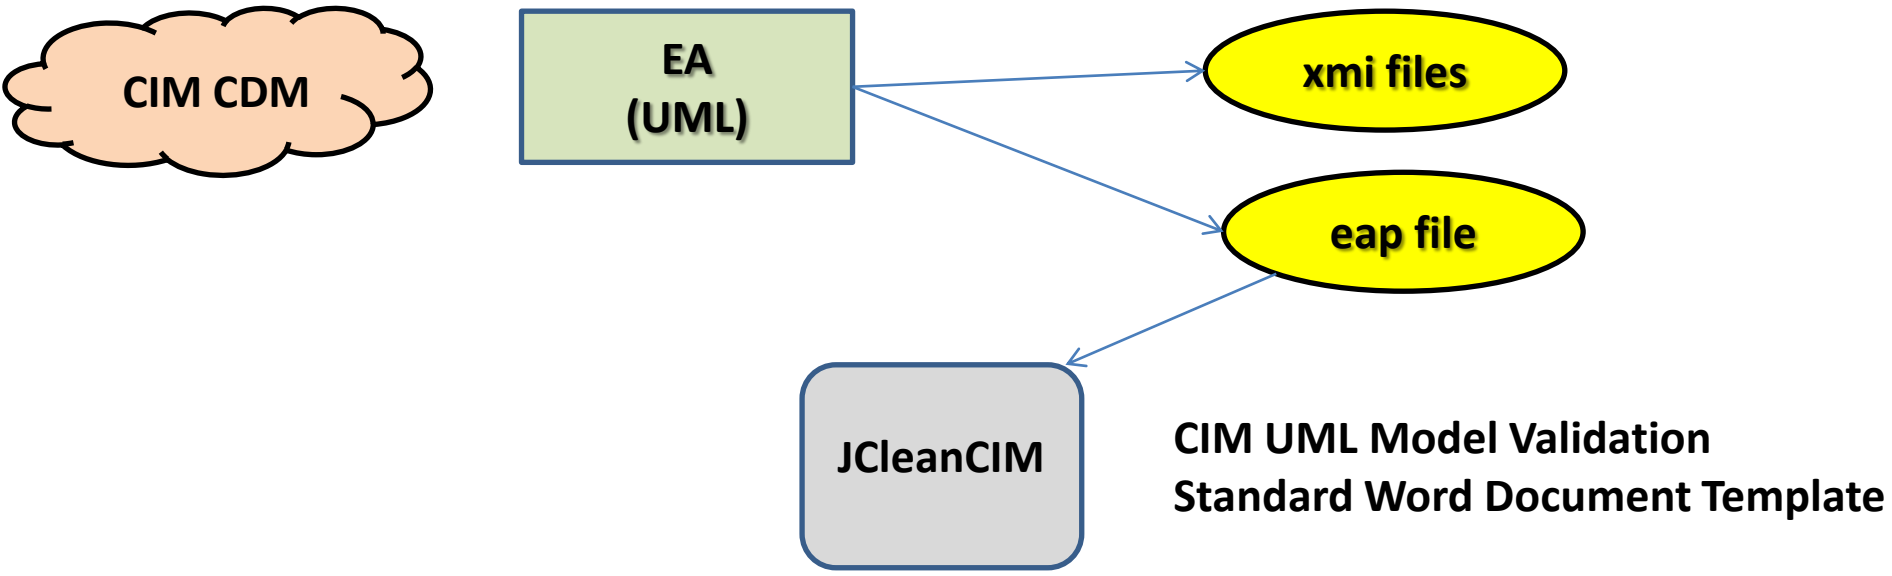 CIM CDM
EA
(UML)
xmi files
eap file
JCleanCIM
CIM UML Model Validation
Standard Word Document Template